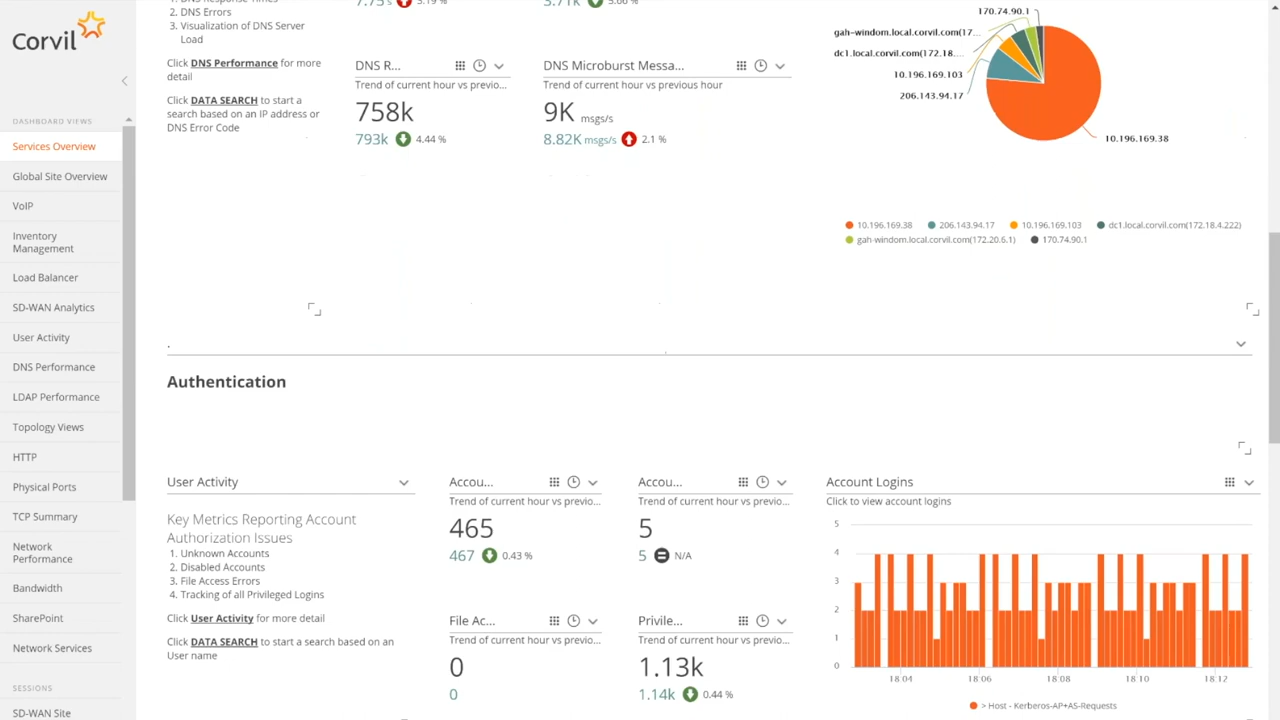 Corvil
DASHBOARD VIEWS
Services Overview
Global Site Overview
VoIP
Inventory
Management
Load Balancer
SD-WAN Analytics
User Activity
DNS Performance
LDAP Performance
Topology Views
HTTP
Physical Ports
TCP Summary
Network
Performance
Bandwidth
SharePoint
Network Services
SESSIONS
SD-WAN Site
2. DNS Errors
3. Visualization of DNS Server
Load
Click DNS Performance for more
detail
Click DATA SEARCH to start a
search based on an IP address or
DNS Error Code
DNS R...
Trend of current hour vs previo...
758k
793k 4.44 %
DNS Microburst Messa...
Trend of current hour vs previous hour
9K msgs/s
8.82K msgs/s 2.1 %
170.74.90.1
gah-windom.local.corvil.com(17...
dc1.local.corvil.com(172.18....
10.196.169.103
206.143.94.17
10.196.169.38
10.196.169.38 206.143.94.17 10.196.169.103 dc1.local.corvil.com(172.18.4.222)
gah-windom.local.corvil.com(172.20.6.1) 170.74.90.1
.
Authentication
User Activity
Key Metrics Reporting Account
Authorization Issues
1. Unknown Accounts
2. Disabled Accounts
3. File Access Errors
4. Tracking of all Privileged Logins
Click User Activity for more detail
Click DATA SEARCH to start a search based on an
User name
Accou...
Trend of current hour vs previo...
465
467 0.43 %
Accou...
Trend of current hour vs previo...
5
5 N/A
File Ac...
Trend of current hour vs previo...
0
0
Privile...
Trend of current hour vs previo...
1.13k
1.14k 0.44 %
Account Logins
Click to view account logins
5
4
3
2
1
0
18:04 18:06 18:08 18:10 18:12
> Host - Kerberos-AP+AS-Requests